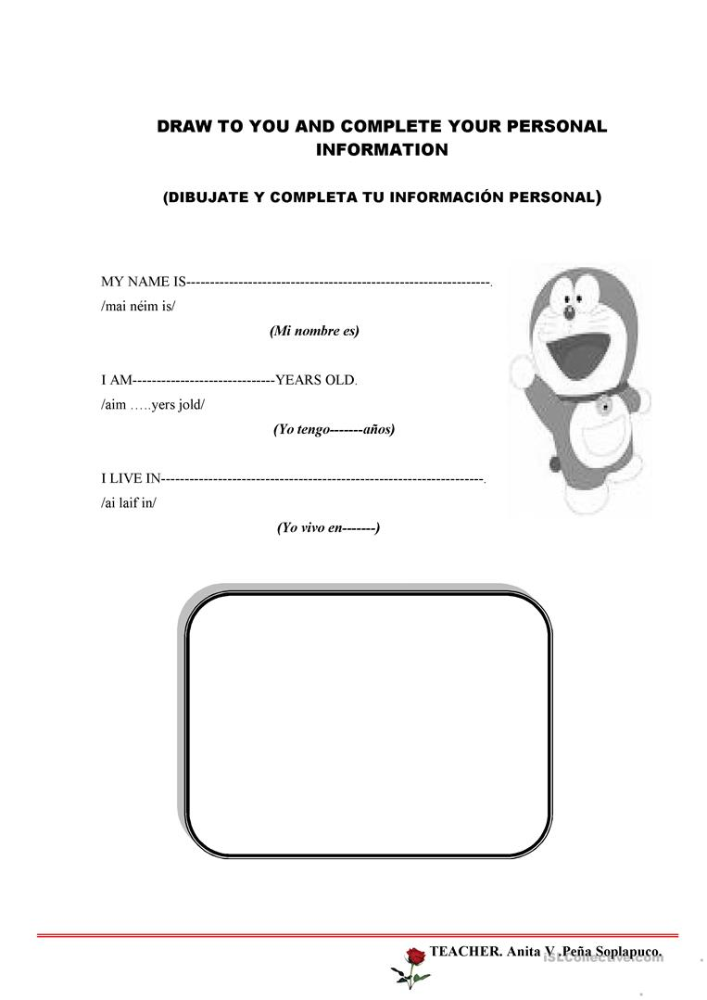 DRAW TO YOU AND COMPLETE YOUR PERSONAL
INFORMATION
(DIBUJATE Y COMPLETA TU INFORMACIÓN PERSONAL)
MY NAME IS----------------------------------------------------------------.
/mai néim is/
(Mi nombre es)
I AM------------------------------YEARS OLD.
/aim …..yers jold/
(Yo tengo-------años)
I LIVE IN--------------------------------------------------------------------.
/ai laif in/
(Yo vivo en-------)
TEACHER. Anita V .Peña Soplapuco.
iSLCollective.com